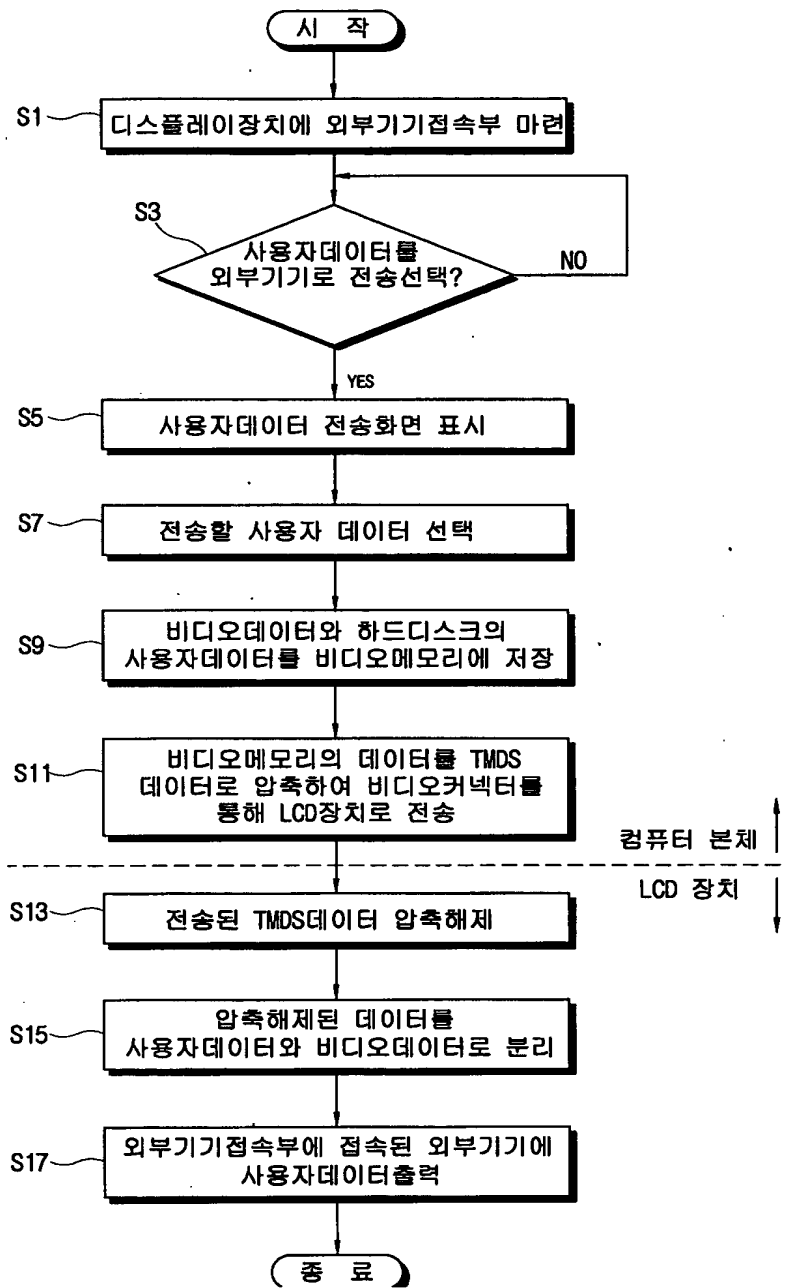 시 작
S1
디스플레이장치에 외부기기접속부 마련
S3
사용자데이터를
외부기기로 전송선택?
NO
YES
S5
사용자데이터 전송화면 표시
S7
전송할 사용자 데이터 선택
S9
비디오데이터와 하드디스크의
사용자데이터를 비디오메모리에 저장
S11
비디오메모리의 데이터를 TMDS
데이터로 압축하여 비디오커넥터를
통해 LCD장치로 전송
컴퓨터 본체
LCD 장치
S13
전송된 TMDS데이터 압축해제
S15
압축해제된 데이터를
사용자데이터와 비디오데이터로 분리
S17
외부기기접속부에 접속된 외부기기에
사용자데이터출력
종 료